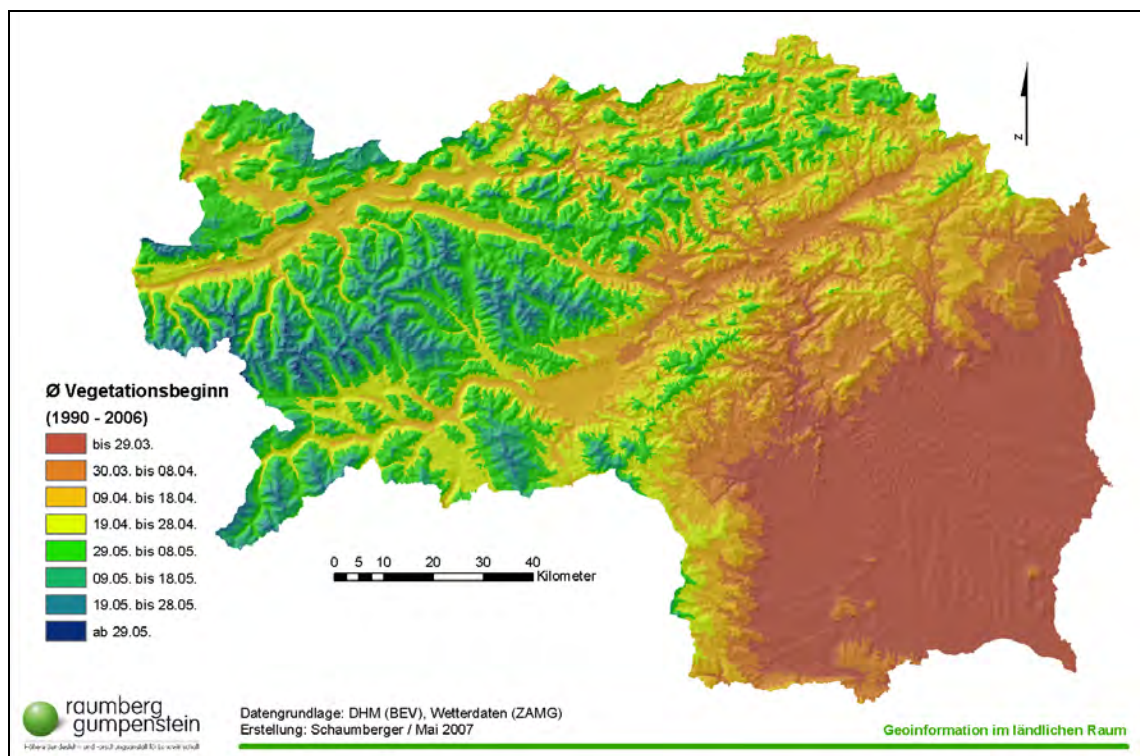 N
Ø Vegetationsbeginn
(1990 - 2006)
bis 29.03.
30.03. bis 08.04.
09.04. bis 18.04.
19.04. bis 28.04.
29.05. bis 08.05.
09.05. bis 18.05.
19.05. bis 28.05.
ab 29.05.
0 5 10 20 30 40
Kilometer
raumberg
gumpenstein
Datengrundlage: DHM (BEV), Wetterdaten (ZAMG)
Erstellung: Schaumberger / Mai 2007
Geoinformation im ländlichen Raum